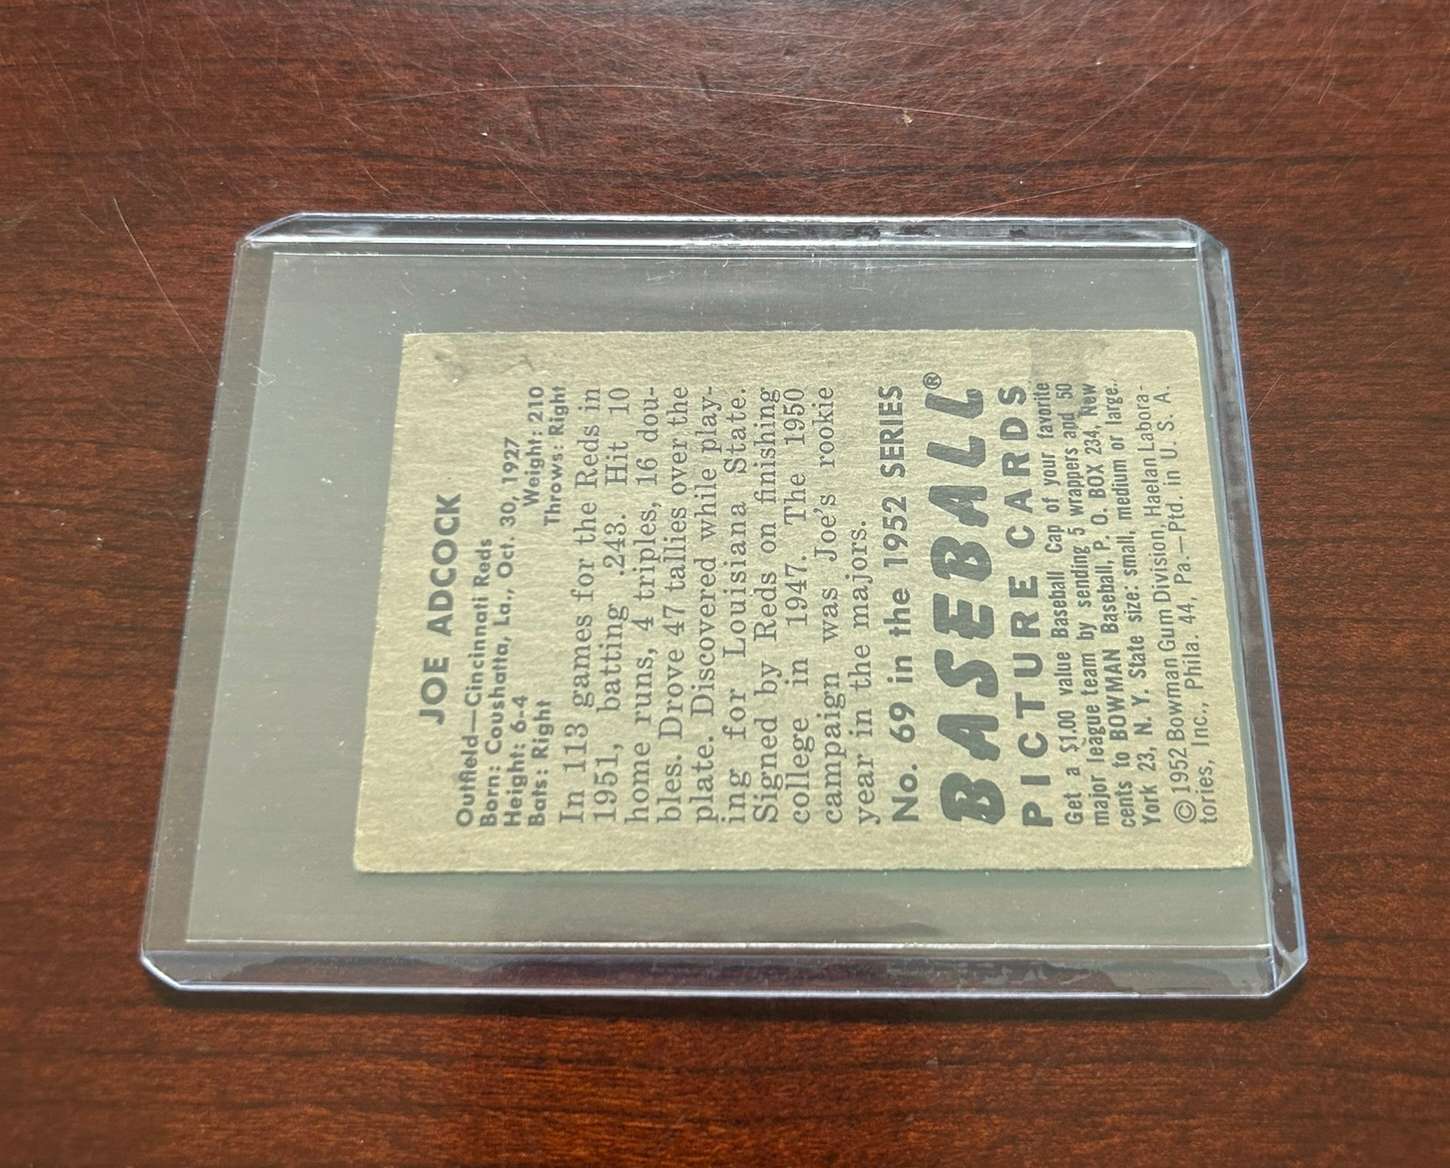 JOE ADCOCK
Outfield—Cincinnati Reds
Born: Coushatta, La., Oct. 30, 1927
Height: 6-4 Weight: 210
Bats: Right Throws: Right
In 113 games for the Reds in
1951, batting .243. Hit 10
home runs, 4 triples, 16 dou-
bles. Drove 47 tallies over the
plate. Discovered while play-
ing for Louisiana State.
Signed by Reds on finishing
college in 1947. The 1950
campaign was Joe's rookie
year in the majors.
No. 69 in the 1952 SERIES
BASEBALL®
PICTURE CARDS
Get a $1.00 value Baseball Cap of your favorite
major league team by sending 5 wrappers and 50
cents to BOWMAN Baseball, P. O. BOX 234, New
York 23, N. Y. State size: small, medium or large.
©1952 Bowman Gum Division, Haelan Labora-
tories, Inc., Phila. 44, Pa.—Ptd. in U. S. A.